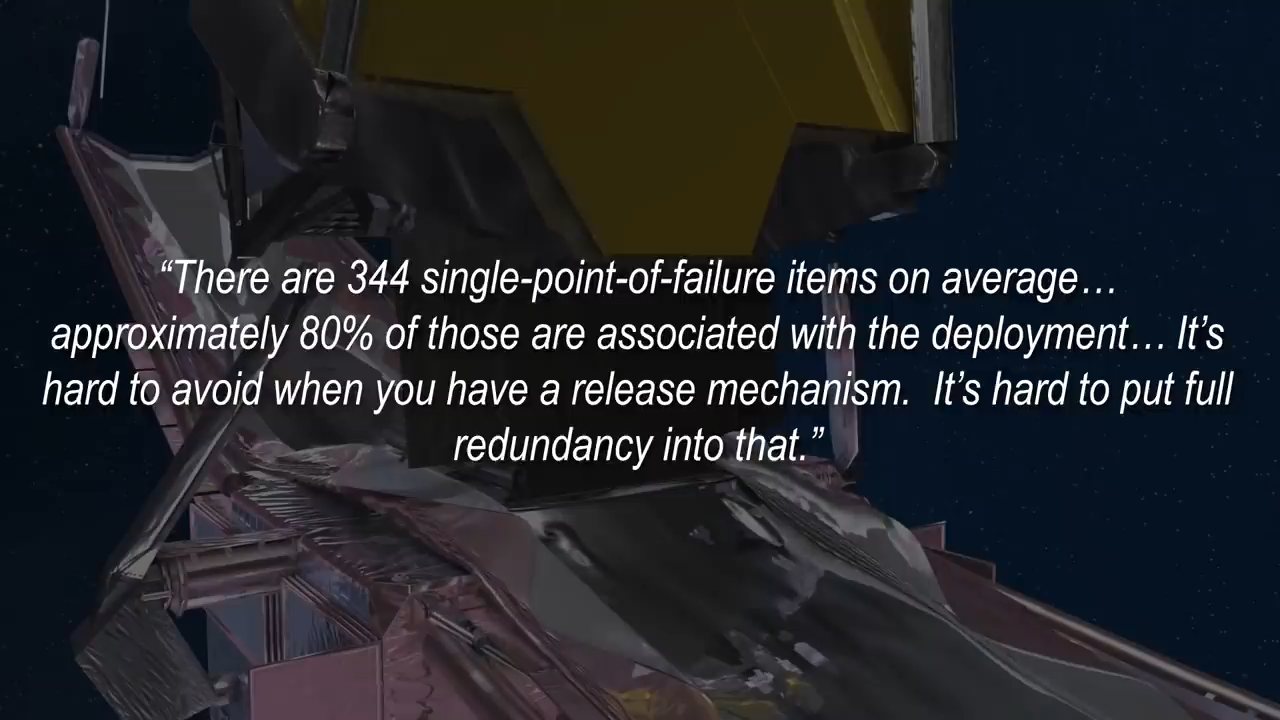 “There are 344 single-point-of-failure items on average…
approximately 80% of those are associated with the deployment… It’s
hard to avoid when you have a release mechanism.  It’s hard to put full
redundancy into that.”